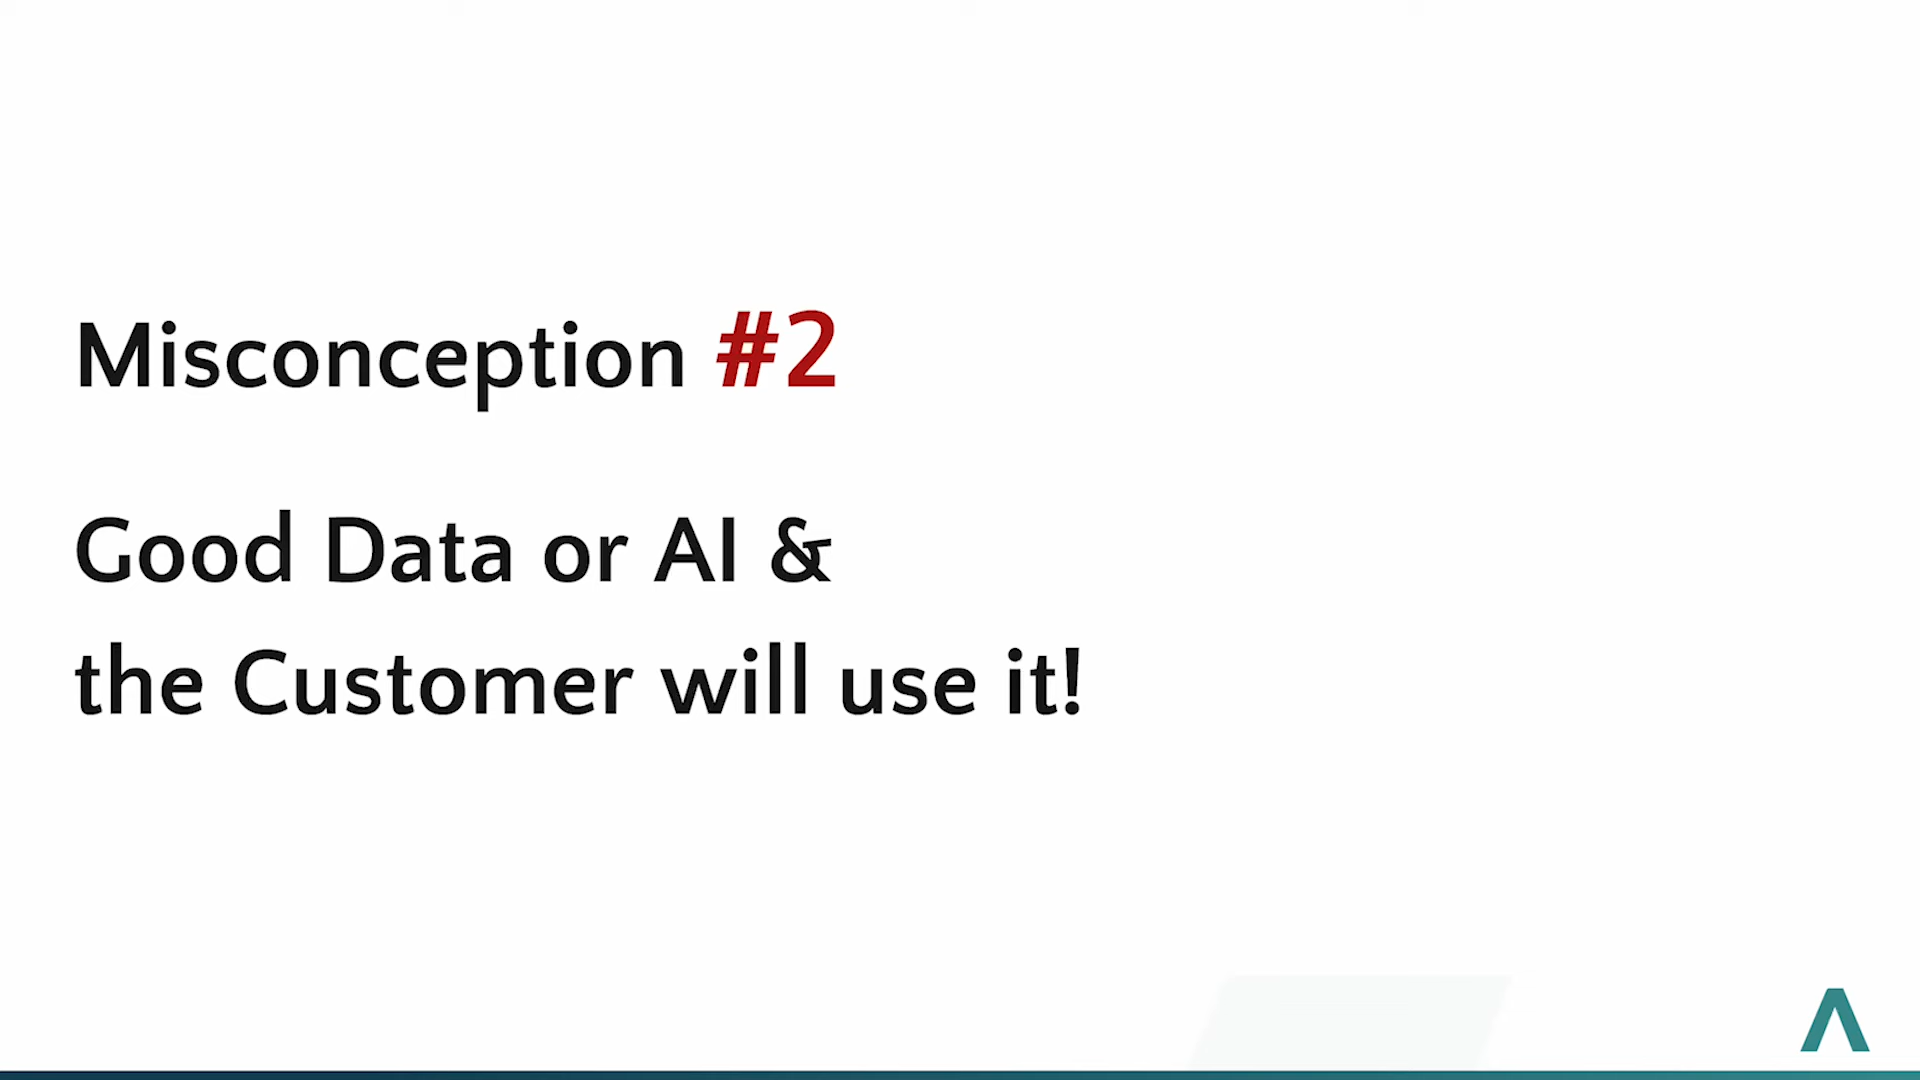 Misconception #2
Good Data or AI &
the Customer will use it!